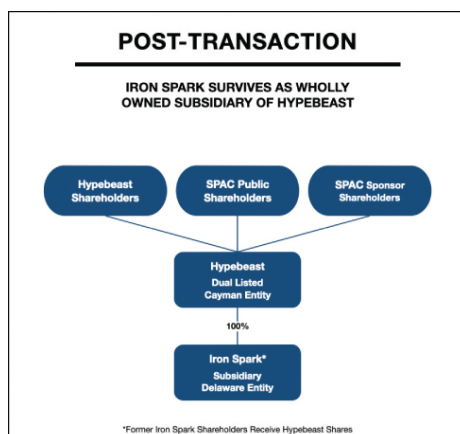 POST-TRANSACTION
IRON SPARK SURVIVES AS WHOLLY
OWNED SUBSIDIARY OF HYPEBEAST
Hypebeast
Shareholders
SPAC Public
Shareholders
SPAC Sponsor
Shareholders
Hypebeast
Dual Listed
Cayman Entity
100%
Iron Spark*
Subsidiary
Delaware Entity
*Former Iron Spark Shareholders Receive Hypebeast Shares